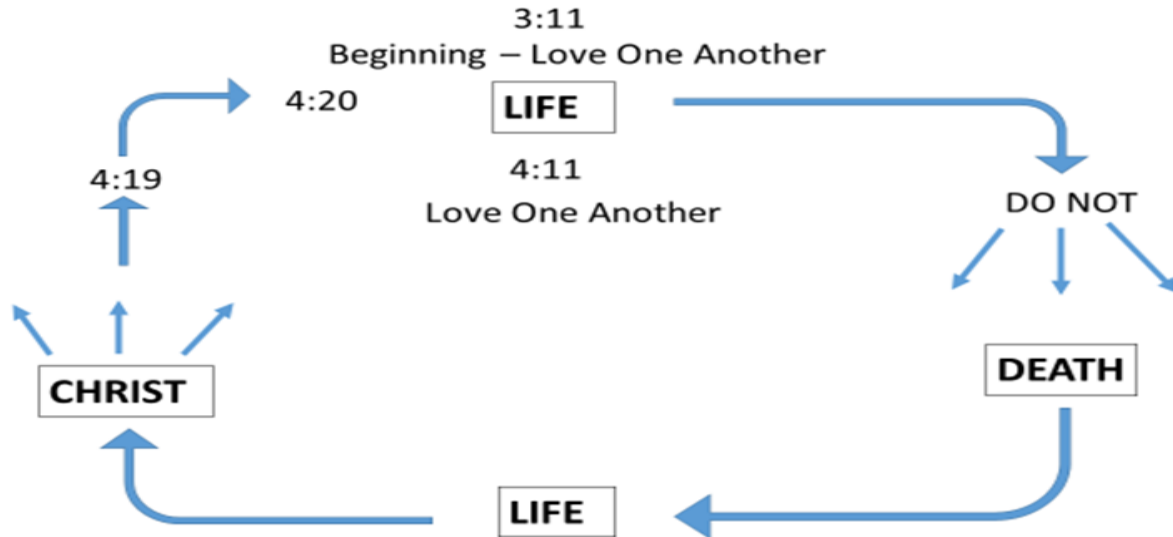 3:11
Beginning – Love One Another
4:20
LIFE
4:11
4:19
Love One Another
DO NOT
CHRIST
DEATH
LIFE